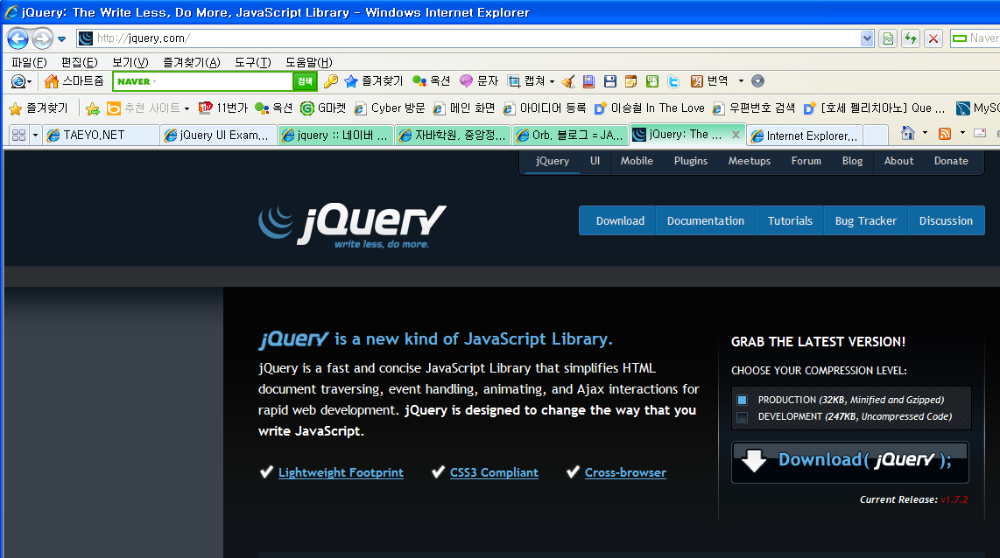 jQuery: The Write Less, Do More, JavaScript Library - Windows Internet Explorer
http://jquery.com/
Naver
파일(F) 편집(E) 보기(V) 즐겨찾기(A) 도구(T) 도움말(H)
스마트줌 NAVER 검색 즐겨찾기 옥션 문자 캡쳐 번역
즐겨찾기 추천 사이트 11번가 옥션 G마켓 Cyber 방문 메인 화면 아이디어 등록 이승철 In The Love 우편번호 검색 [호세 펠리치아노] Que ...
TAEYO.NET jQuery UI Exam... jquery :: 네이버 ... 자바학원, 중앙정... Orb. 블로그 = JA... jQuery: The ... Internet Explorer...
jQuery UI Mobile Plugins Meetups Forum Blog About Donate
jQuery
write less, do more.
Download Documentation Tutorials Bug Tracker Discussion
jQuery is a new kind of JavaScript Library.
jQuery is a fast and concise JavaScript Library that simplifies HTML
document traversing, event handling, animating, and Ajax interactions for
rapid web development. jQuery is designed to change the way that you
write JavaScript.
Lightweight Footprint CSS3 Compliant Cross-browser
GRAB THE LATEST VERSION!
CHOOSE YOUR COMPRESSION LEVEL:
PRODUCTION (32KB, Minified and Gzipped)
DEVELOPMENT (247KB, Uncompressed Code)
Download( jQuery );
Current Release: v1.7.2